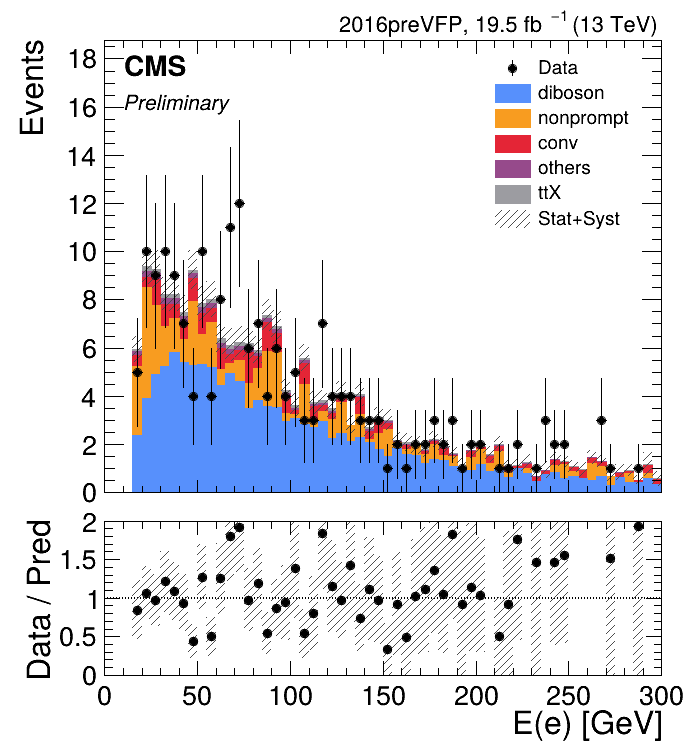 2016preVFP, 19.5 fb⁻¹ (13 TeV)
CMS
Preliminary
Data
diboson
nonprompt
conv
others
ttX
Stat+Syst
Events
18
16
14
12
10
8
6
4
2
0
Data / Pred
2
1.5
1
0.5
0
0 50 100 150 200 250 300
E(e) [GeV]